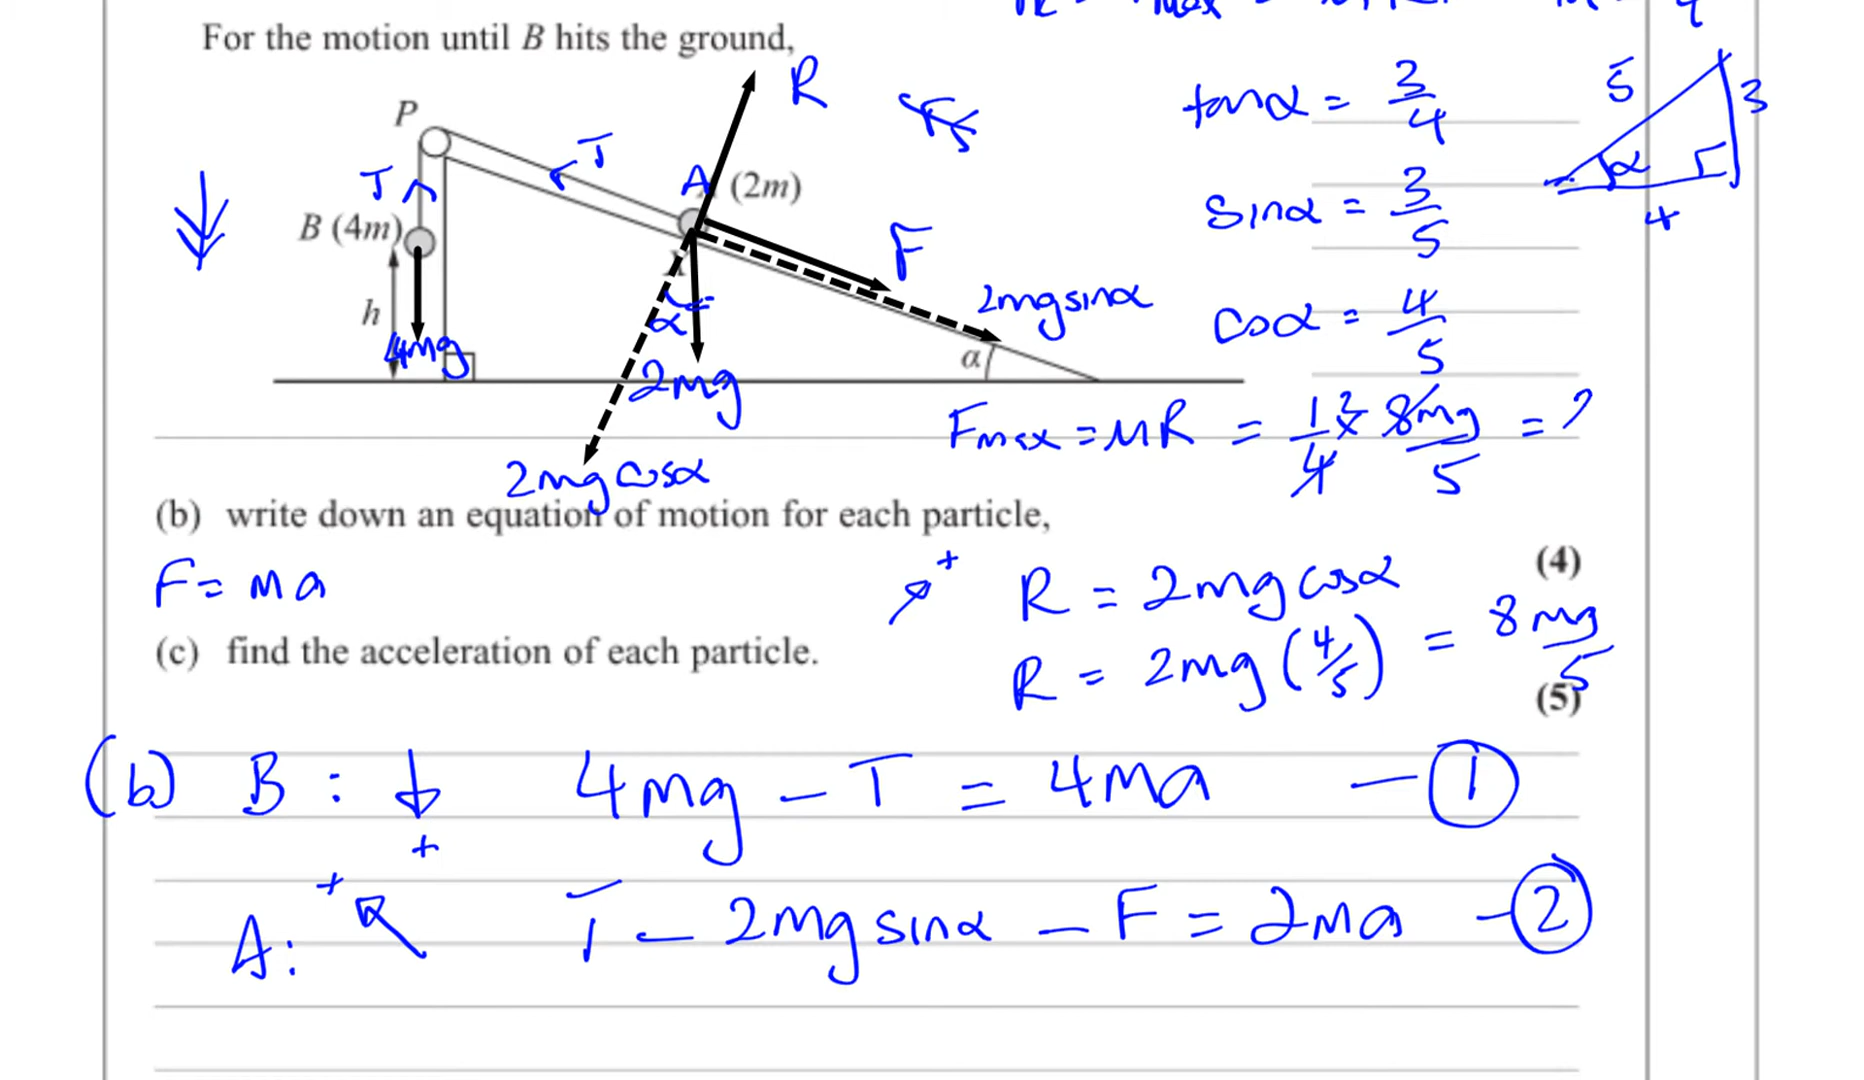 For the motion until B hits the ground,
R
P
T
T
A (2m)
B (4m)
F
h
α
4mg
2mg
2mgsinα
α
2mgcosα
tanα = 3/4
5
3
α
4
sinα = 3/5
cosα = 4/5
Fmax = μR = 1/4 × 8mg/5 = ?
(b) write down an equation of motion for each particle,
(4)
F = ma
+ R = 2mgcosα
(c) find the acceleration of each particle.
R = 2mg(4/5) = 8mg/5
(5)
(b) B : ↓ + 4mg - T = 4ma - ①
A: + T - 2mgsinα - F = 2ma - ②